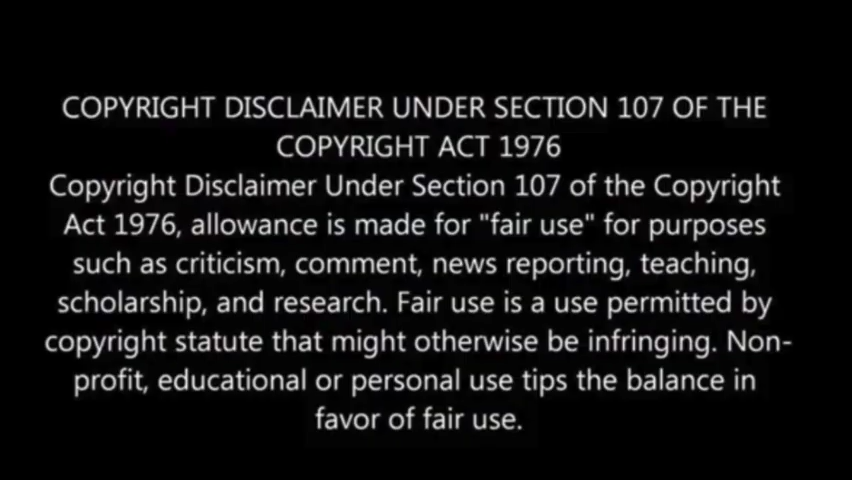 COPYRIGHT DISCLAIMER UNDER SECTION 107 OF THE
COPYRIGHT ACT 1976
Copyright Disclaimer Under Section 107 of the Copyright
Act 1976, allowance is made for "fair use" for purposes
such as criticism, comment, news reporting, teaching,
scholarship, and research. Fair use is a use permitted by
copyright statute that might otherwise be infringing. Non-
profit, educational or personal use tips the balance in
favor of fair use.